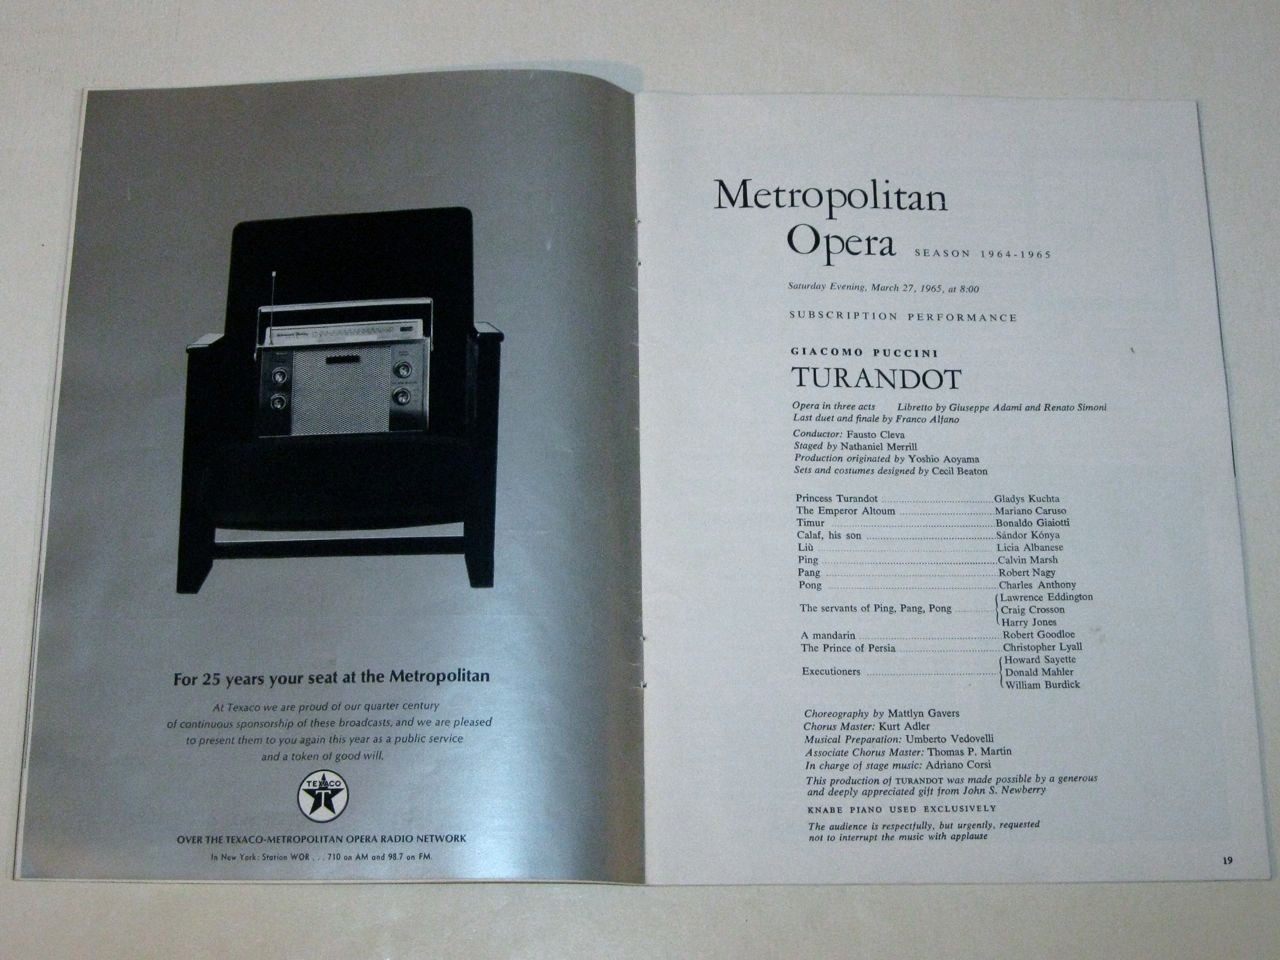 For 25 years your seat at the Metropolitan
At Texaco we are proud of our quarter century
of continuous sponsorship of these broadcasts, and we are pleased
to present them to you again this year as a public service
and a token of good will.
TEXACO
T
OVER THE TEXACO-METROPOLITAN OPERA RADIO NETWORK
In New York: Station WOR . . . 710 on AM and 98.7 on FM.
Metropolitan
Opera SEASON 1964-1965
Saturday Evening, March 27, 1965, at 8:00
SUBSCRIPTION PERFORMANCE
GIACOMO PUCCINI
TURANDOT
Opera in three acts Libretto by Giuseppe Adami and Renato Simoni
Last duet and finale by Franco Alfano
Conductor: Fausto Cleva
Staged by Nathaniel Merrill
Production originated by Yoshio Aoyama
Sets and costumes designed by Cecil Beaton
Princess Turandot ........ Gladys Kuchta
The Emperor Altoum ........ Mariano Caruso
Timur ........ Bonaldo Giaiotti
Calaf, his son ........ Sándor Kónya
Liù ........ Licia Albanese
Ping ........ Calvin Marsh
Pang ........ Robert Nagy
Pong ........ Charles Anthony
The servants of Ping, Pang, Pong ........ Lawrence Eddington
Craig Crosson
Harry Jones
A mandarin ........ Robert Goodloe
The Prince of Persia ........ Christopher Lyall
Executioners ........ Howard Sayette
Donald Mahler
William Burdick
Choreography by Mattlyn Gavers
Chorus Master: Kurt Adler
Musical Preparation: Umberto Vedovelli
Associate Chorus Master: Thomas P. Martin
In charge of stage music: Adriano Corsi
This production of TURANDOT was made possible by a generous
and deeply appreciated gift from John S. Newberry
KNABE PIANO USED EXCLUSIVELY
The audience is respectfully, but urgently, requested
not to interrupt the music with applause
19